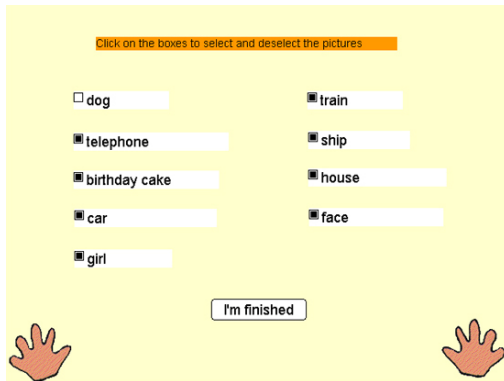 Click on the boxes to select and deselect the pictures
dog
telephone
birthday cake
car
girl
train
ship
house
face
I'm finished